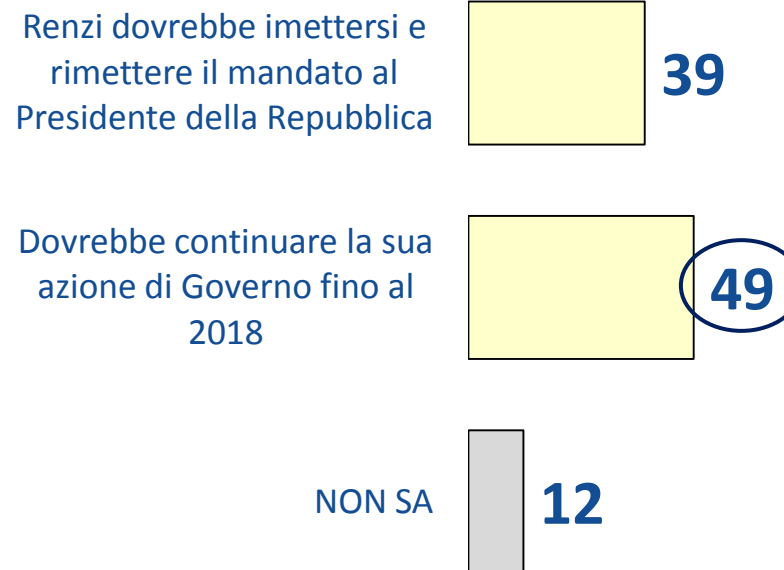 Renzi dovrebbe imettersi e
rimettere il mandato al
Presidente della Repubblica
39
Dovrebbe continuare la sua
azione di Governo fino al
2018
49
NON SA
12